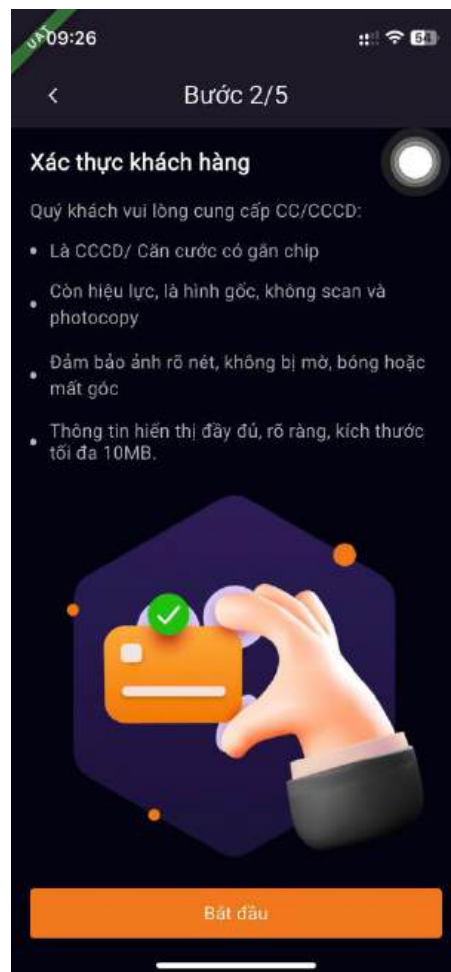 UAT
09:26
54
Bước 2/5
Xác thực khách hàng
Quý khách vui lòng cung cấp CC/CCCD:
• Là CCCD/ Căn cước có gắn chip
• Còn hiệu lực, là hình gốc, không scan và
photocopy
• Đảm bảo ảnh rõ nét, không bị mờ, bóng hoặc
mất góc
• Thông tin hiển thị đầy đủ, rõ ràng, kích thước
tối đa 10MB.
Bắt đầu